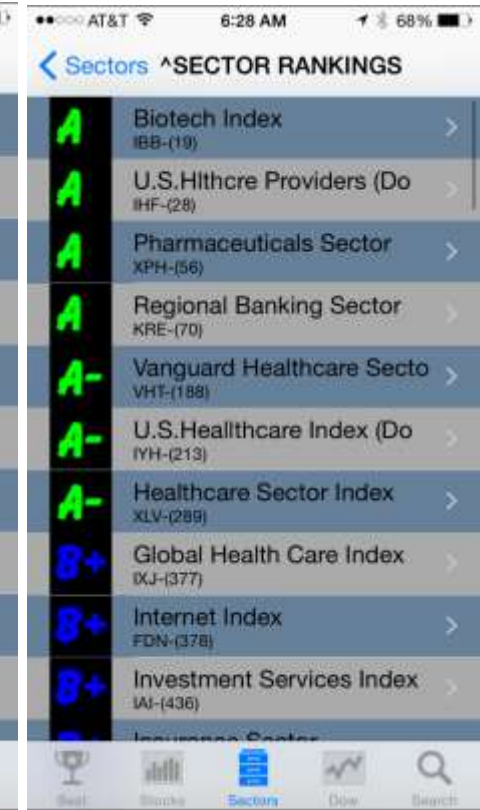 AT&T 6:28 AM 68%
Sectors ^SECTOR RANKINGS
A Biotech Index
IBB-(19)
A U.S.Hlthcre Providers (Do
IHF-(28)
A Pharmaceuticals Sector
XPH-(56)
A Regional Banking Sector
KRE-(70)
A- Vanguard Healthcare Secto
VHT-(188)
A- U.S.Heallthcare Index (Do
IYH-(213)
A- Healthcare Sector Index
XLV-(289)
B+ Global Health Care Index
IXJ-(377)
B+ Internet Index
FDN-(378)
B+ Investment Services Index
IAI-(436)
B+ Insurance Sector
Best Stocks Sectors Dow Search